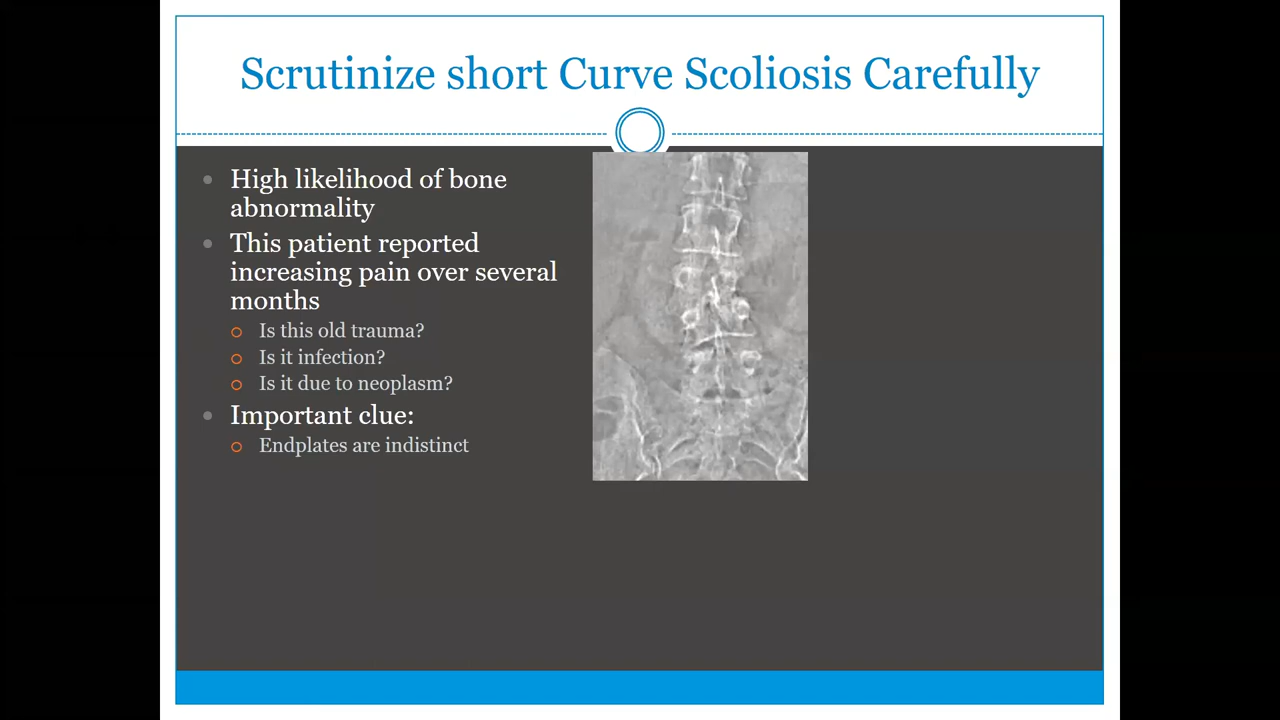 Scrutinize short Curve Scoliosis Carefully
High likelihood of bone
abnormality
This patient reported
increasing pain over several
months
Is this old trauma?
Is it infection?
Is it due to neoplasm?
Important clue:
Endplates are indistinct